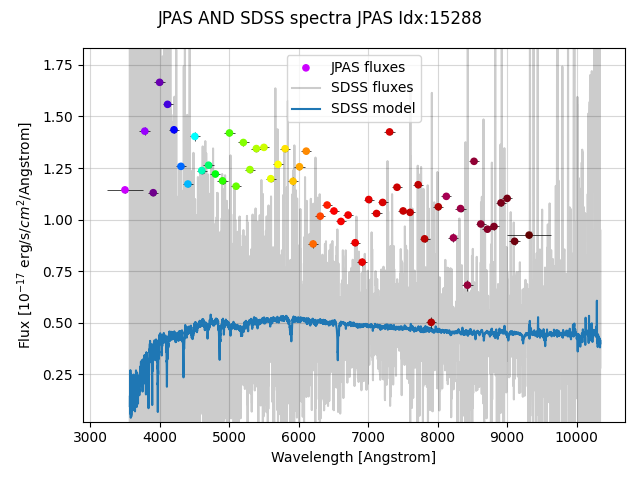 JPAS AND SDSS spectra JPAS Idx:15288
JPAS fluxes
SDSS fluxes
SDSS model
Flux [10⁻¹⁷ erg/s/cm²/Angstrom]
1.75
1.50
1.25
1.00
0.75
0.50
0.25
3000 4000 5000 6000 7000 8000 9000 10000
Wavelength [Angstrom]